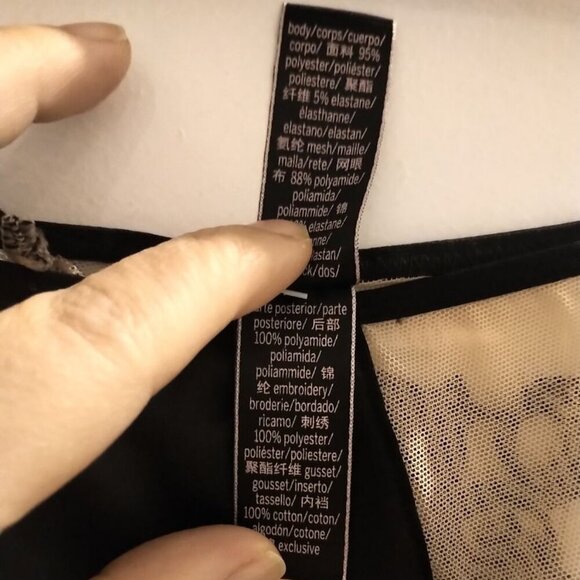 body/corps/cuerpo/
corpo/ 面料 95%
polyester/poliéster/
poliestere/ 聚酯
纤维 5% elastane/
élasthanne/
elastano/elastan/
氨纶 mesh/maille/
malla/rete/ 网眼
布 88% polyamide/
poliamida/
poliammide/ 锦
elastane/
/dos/
posterior/parte
posteriore/ 后部
100% polyamide/
poliamida/
poliammide/ 锦
纶 embroidery/
broderie/bordado/
ricamo/ 刺绣
100% polyester/
poliéster/poliestere/
聚酯纤维 gusset/
gousset/inserto/
tassello/ 内裆
100% cotton/coton/
algodón/cotone/
exclusive